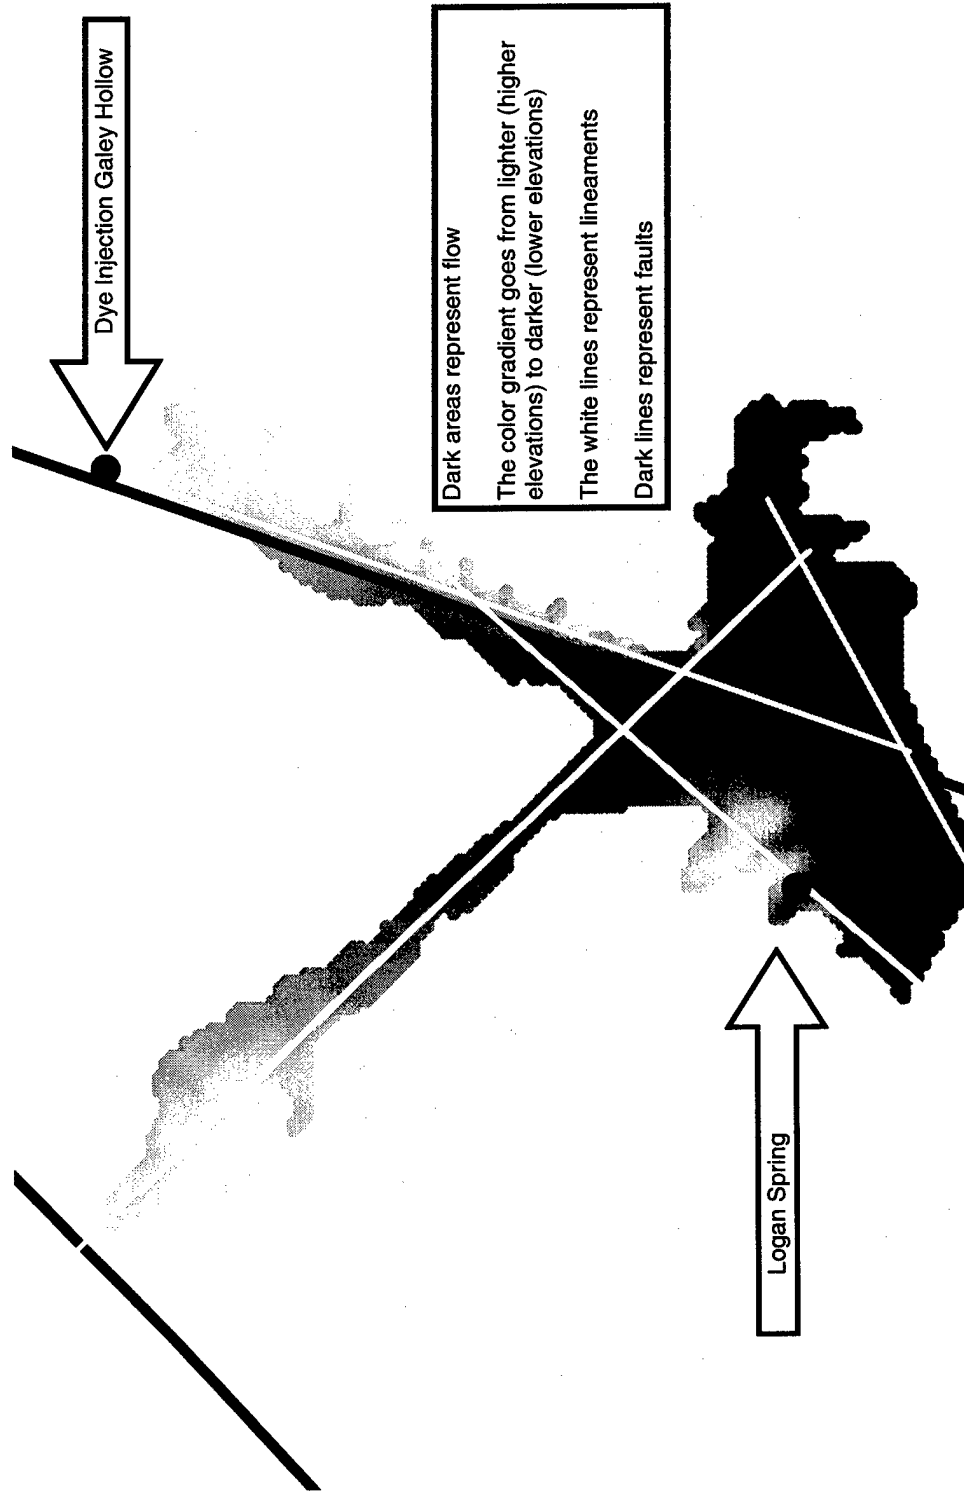 Dye Injection Galey Hollow
Dark areas represent flow
The color gradient goes from lighter (higher
elevations) to darker (lower elevations)
The white lines represent lineaments
Dark lines represent faults
Logan Spring